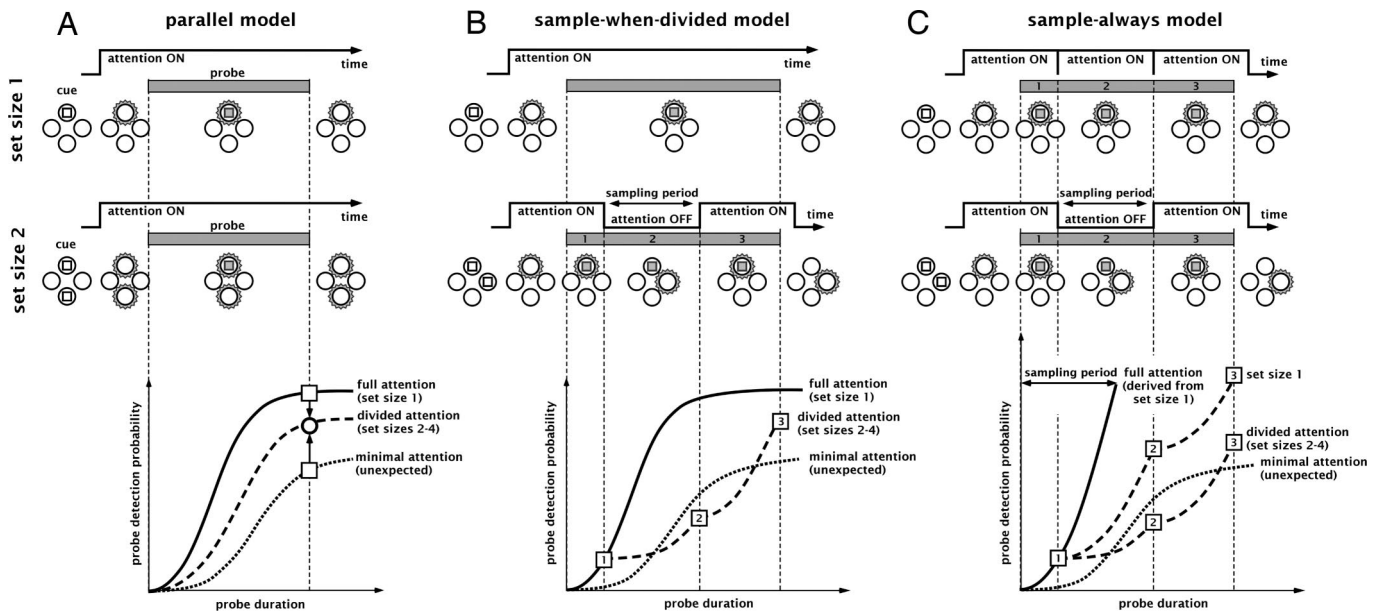 A
parallel model
set size 1
attention ON
time
probe
cue
set size 2
attention ON
time
probe
cue
probe detection probability
full attention
(set size 1)
divided attention
(set sizes 2-4)
minimal attention
(unexpected)
probe duration
B
sample-when-divided model
attention ON
time
sampling period
attention ON
attention OFF
attention ON
time
1
2
3
probe detection probability
full attention
(set size 1)
3
divided attention
(set sizes 2-4)
minimal attention
(unexpected)
2
1
probe duration
C
sample-always model
attention ON
attention ON
attention ON
time
1
2
3
sampling period
attention ON
attention OFF
attention ON
time
1
2
3
probe detection probability
sampling period
full attention
(derived from
set size 1)
3
set size 1
2
3
divided attention
(set sizes 2-4)
minimal attention
(unexpected)
2
1
probe duration